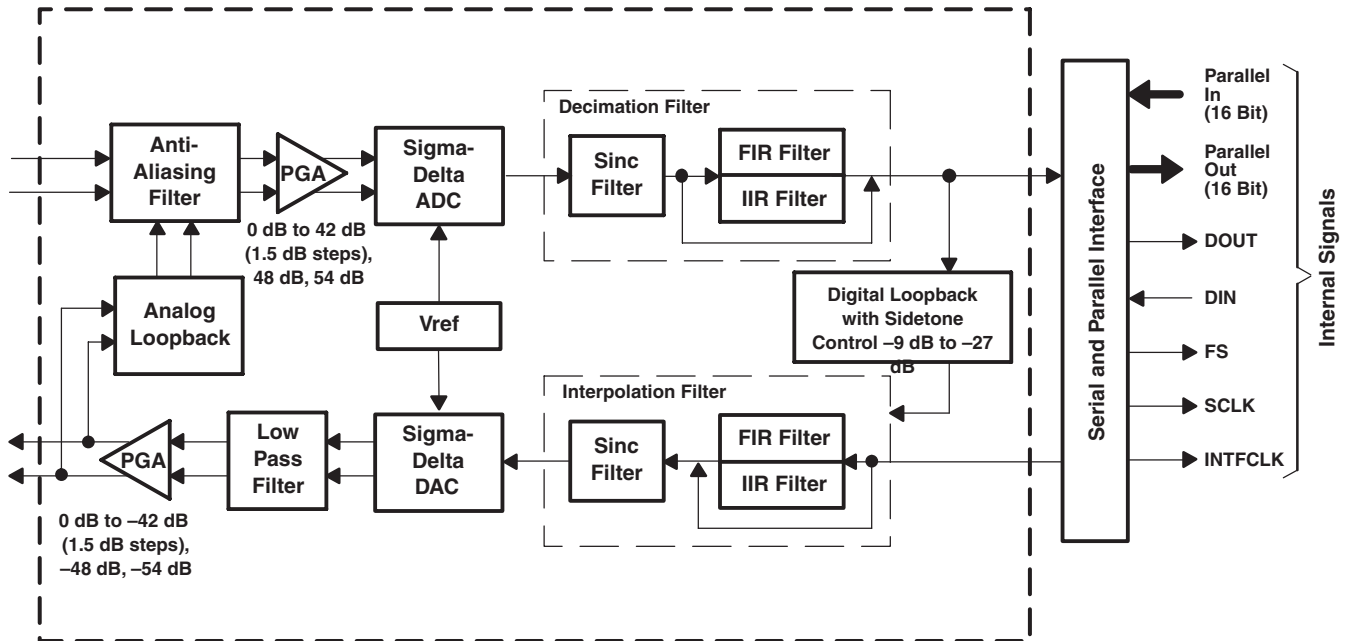 Decimation Filter
Anti-
Aliasing
Filter
PGA
0 dB to 42 dB
(1.5 dB steps),
48 dB, 54 dB
Sigma-
Delta
ADC
Sinc
Filter
FIR Filter
IIR Filter
Analog
Loopback
Vref
Digital Loopback
with Sidetone
Control –9 dB to –27
dB
Interpolation Filter
PGA
0 dB to –42 dB
(1.5 dB steps),
–48 dB, –54 dB
Low
Pass
Filter
Sigma-
Delta
DAC
Sinc
Filter
FIR Filter
IIR Filter
Serial and Parallel Interface
Parallel
In
(16 Bit)
Parallel
Out
(16 Bit)
DOUT
DIN
FS
SCLK
INTFCLK
Internal Signals